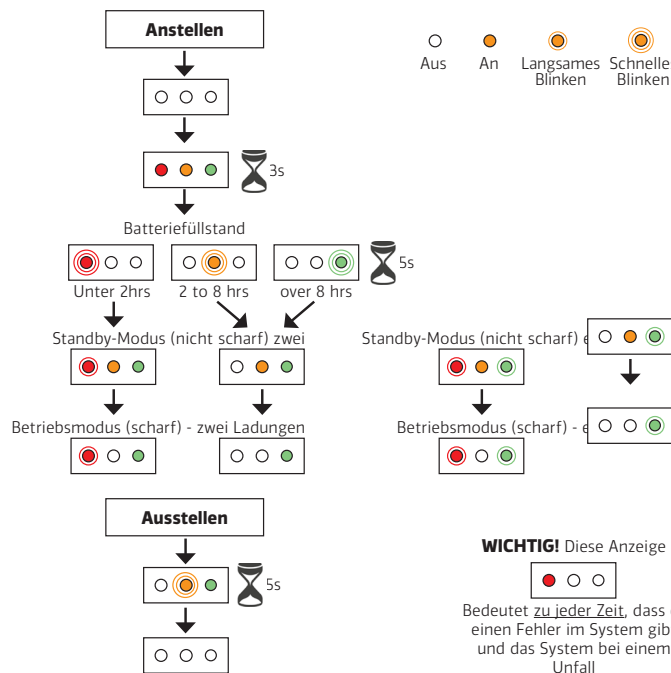 Anstellen
Aus An Langsames Blinken Schnelle Blinken
3s
Batteriefüllstand
5s
Unter 2hrs 2 to 8 hrs over 8 hrs
Standby-Modus (nicht scharf) zwei
Betriebsmodus (scharf) - zwei Ladungen
Standby-Modus (nicht scharf)
Betriebsmodus (scharf) -
Ausstellen
5s
WICHTIG! Diese Anzeige
Bedeutet zu jeder Zeit, dass
einen Fehler im System gib
und das System bei einem
Unfall